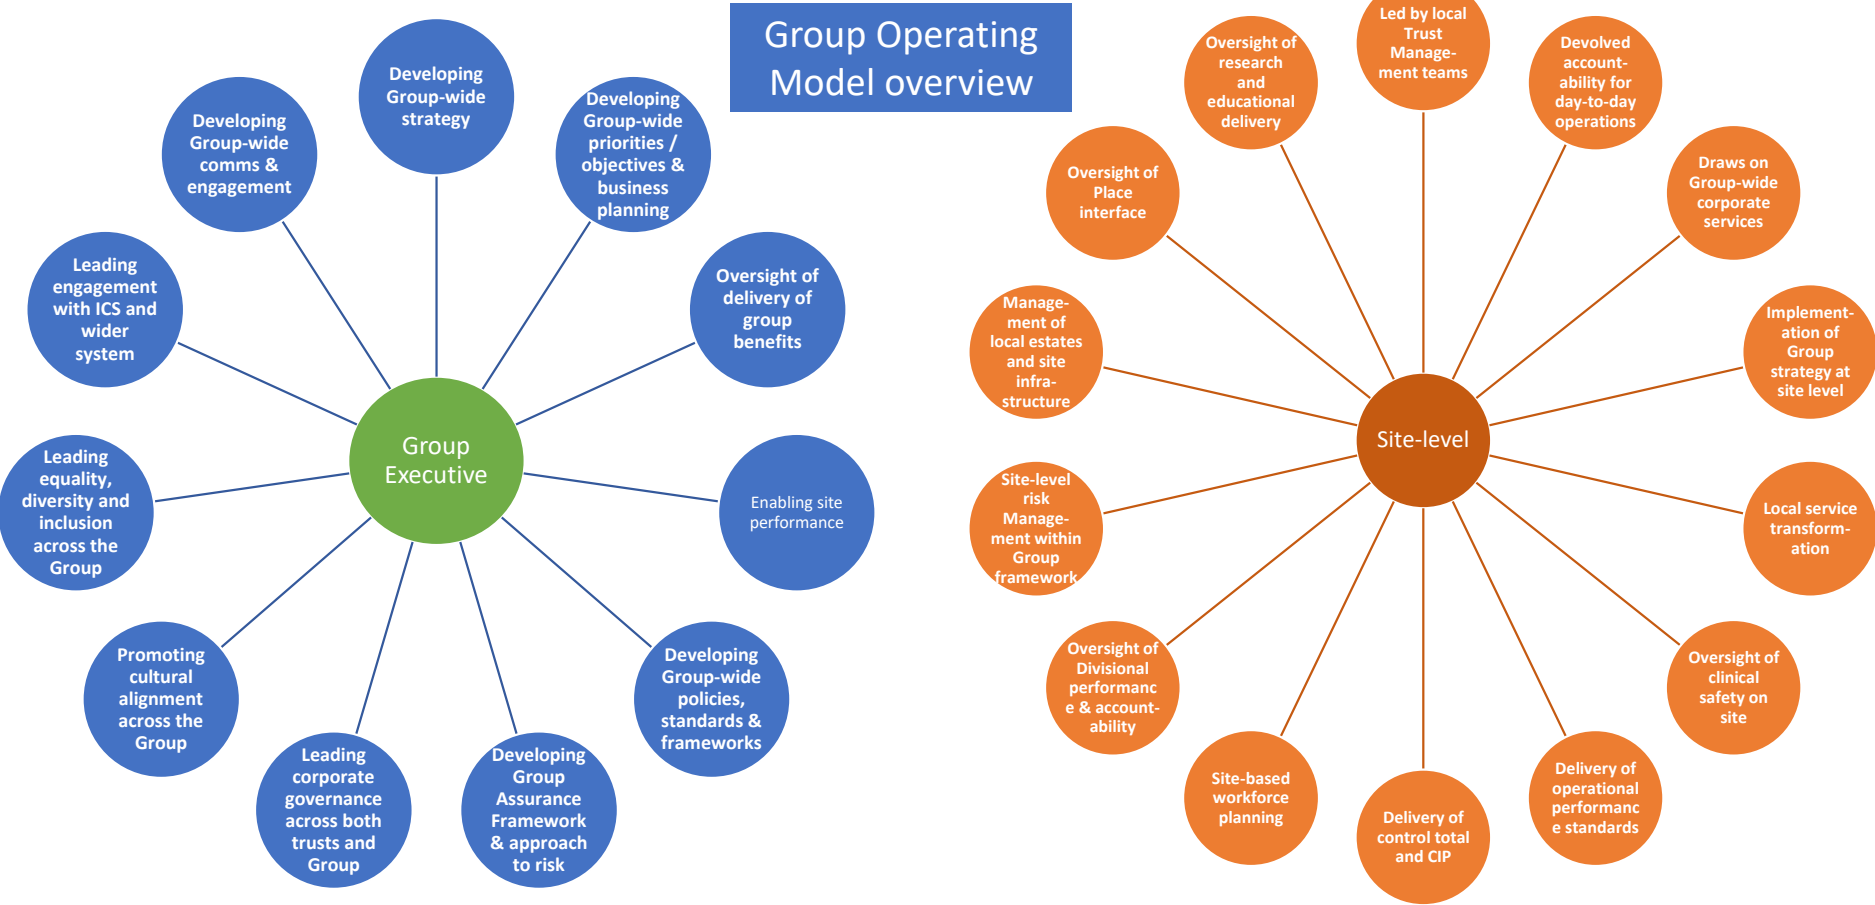 Group Operating
Model overview
Developing
Group-wide
strategy
Developing
Group-wide
priorities /
objectives &
business
planning
Oversight of
delivery of
group
benefits
Enabling site
performance
Developing
Group-wide
policies,
standards &
frameworks
Developing
Group
Assurance
Framework
& approach
to risk
Leading
corporate
governance
across both
trusts and
Group
Promoting
cultural
alignment
across the
Group
Leading
equality,
diversity and
inclusion
across the
Group
Leading
engagement
with ICS and
wider
system
Developing
Group-wide
comms &
engagement
Group
Executive
Led by local
Trust
Manage-
ment teams
Devolved
account-
ability for
day-to-day
operations
Draws on
Group-wide
corporate
services
Implement-
ation of
Group
strategy at
site level
Local service
transform-
ation
Oversight of
clinical
safety on
site
Delivery of
operational
performanc
e standards
Delivery of
control total
and CIP
Site-based
workforce
planning
Oversight of
Divisional
performanc
e & account-
ability
Site-level
risk
Manage-
ment within
Group
framework
Manage-
ment of
local estates
and site
infra-
structure
Oversight of
Place
interface
Oversight of
research
and
educational
delivery
Site-level